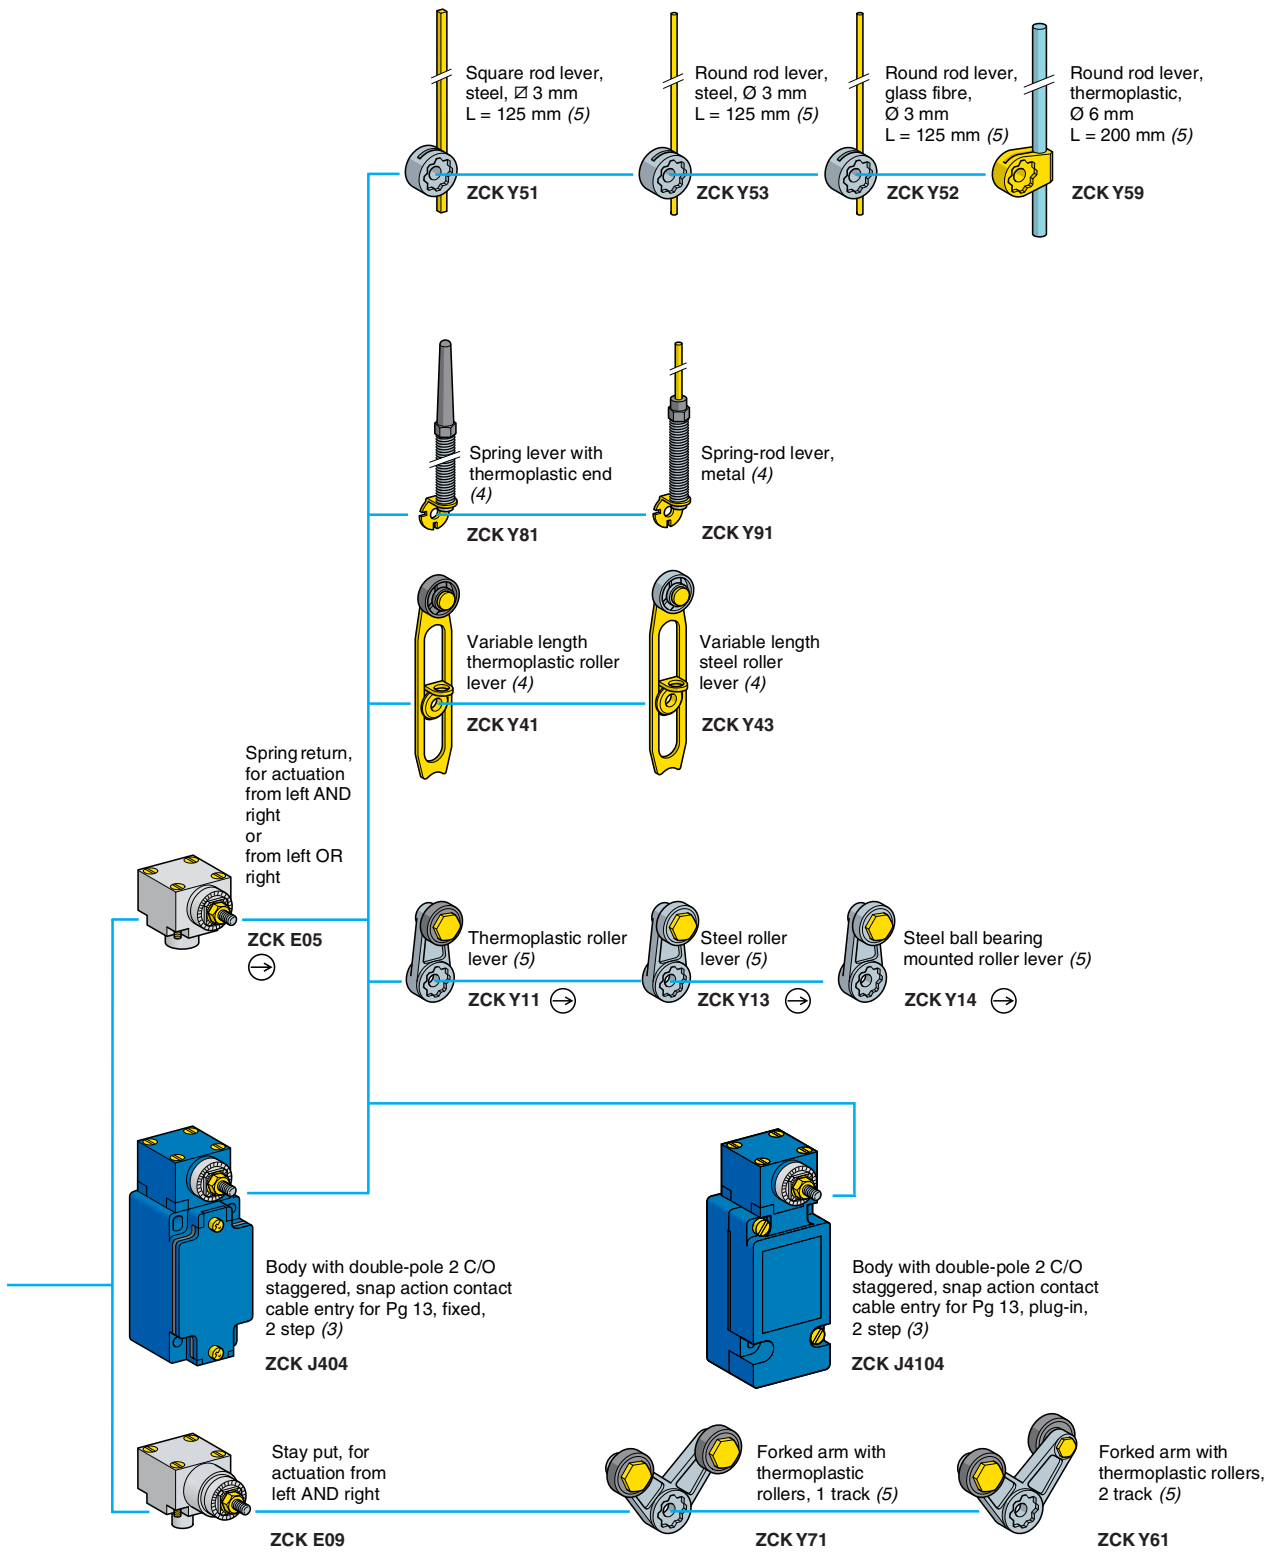 Square rod lever,
steel, ⍁ 3 mm
L = 125 mm (5)
ZCK Y51
Round rod lever,
steel, Ø 3 mm
L = 125 mm (5)
ZCK Y53
Round rod lever,
glass fibre,
Ø 3 mm
L = 125 mm (5)
ZCK Y52
Round rod lever,
thermoplastic,
Ø 6 mm
L = 200 mm (5)
ZCK Y59
Spring lever with
thermoplastic end
(4)
ZCK Y81
Spring-rod lever,
metal (4)
ZCK Y91
Variable length
thermoplastic roller
lever (4)
ZCK Y41
Variable length
steel roller
lever (4)
ZCK Y43
Spring return,
for actuation
from left AND
right
or
from left OR
right
ZCK E05
Thermoplastic roller
lever (5)
ZCK Y11
Steel roller
lever (5)
ZCK Y13
Steel ball bearing
mounted roller lever (5)
ZCK Y14
Body with double-pole 2 C/O
staggered, snap action contact
cable entry for Pg 13, fixed,
2 step (3)
ZCK J404
Body with double-pole 2 C/O
staggered, snap action contact
cable entry for Pg 13, plug-in,
2 step (3)
ZCK J4104
Stay put, for
actuation from
left AND right
ZCK E09
Forked arm with
thermoplastic
rollers, 1 track (5)
ZCK Y71
Forked arm with
thermoplastic rollers,
2 track (5)
ZCK Y61